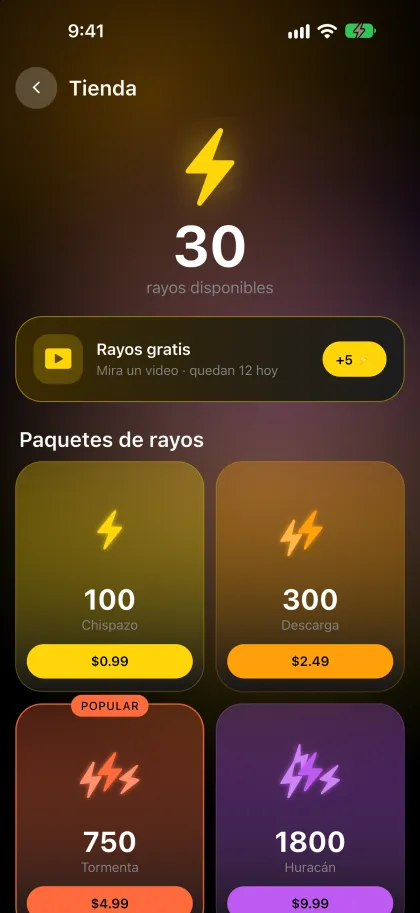 9:41
Tienda
30
rayos disponibles
Rayos gratis
Mira un video · quedan 12 hoy
+5
Paquetes de rayos
100
Chispazo
$0.99
300
Descarga
$2.49
POPULAR
750
Tormenta
$4.99
1800
Huracán
$9.99